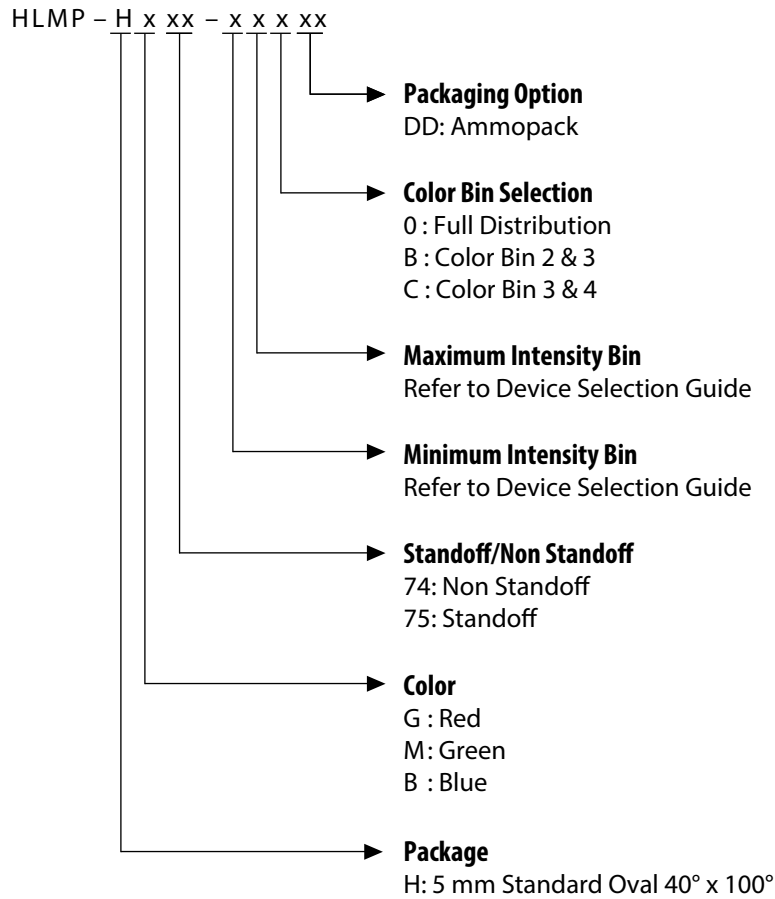 HLMP – H x xx – x x x xx
Packaging Option
DD: Ammopack
Color Bin Selection
0 : Full Distribution
B : Color Bin 2 & 3
C : Color Bin 3 & 4
Maximum Intensity Bin
Refer to Device Selection Guide
Minimum Intensity Bin
Refer to Device Selection Guide
Standoff/Non Standoff
74: Non Standoff
75: Standoff
Color
G : Red
M: Green
B : Blue
Package
H: 5 mm Standard Oval 40° x 100°